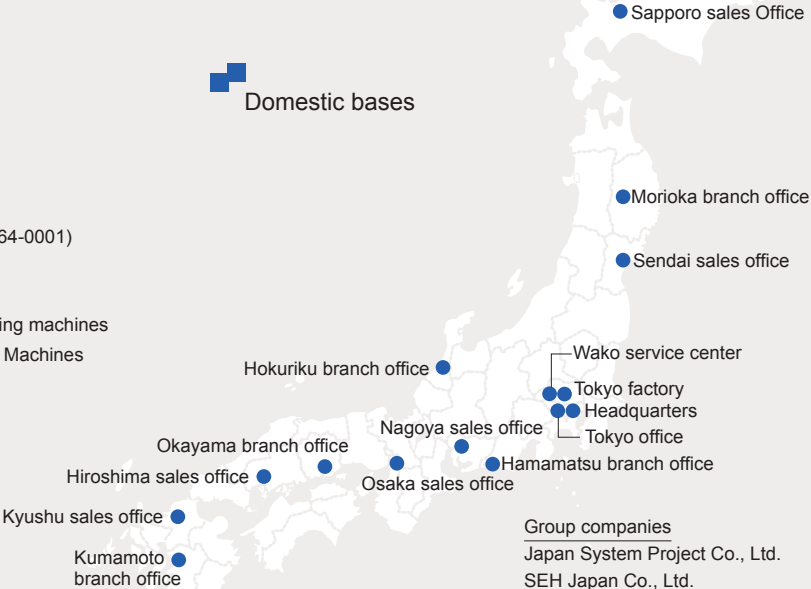 Sapporo sales Office
Domestic bases
Morioka branch office
64-0001)
Sendai sales office
ing machines
Machines
Wako service center
Hokuriku branch office
Tokyo factory
Headquarters
Nagoya sales office
Tokyo office
Okayama branch office
Hamamatsu branch office
Hiroshima sales office
Osaka sales office
Kyushu sales office
Group companies
Japan System Project Co., Ltd.
Kumamoto
branch office
SEH Japan Co., Ltd.